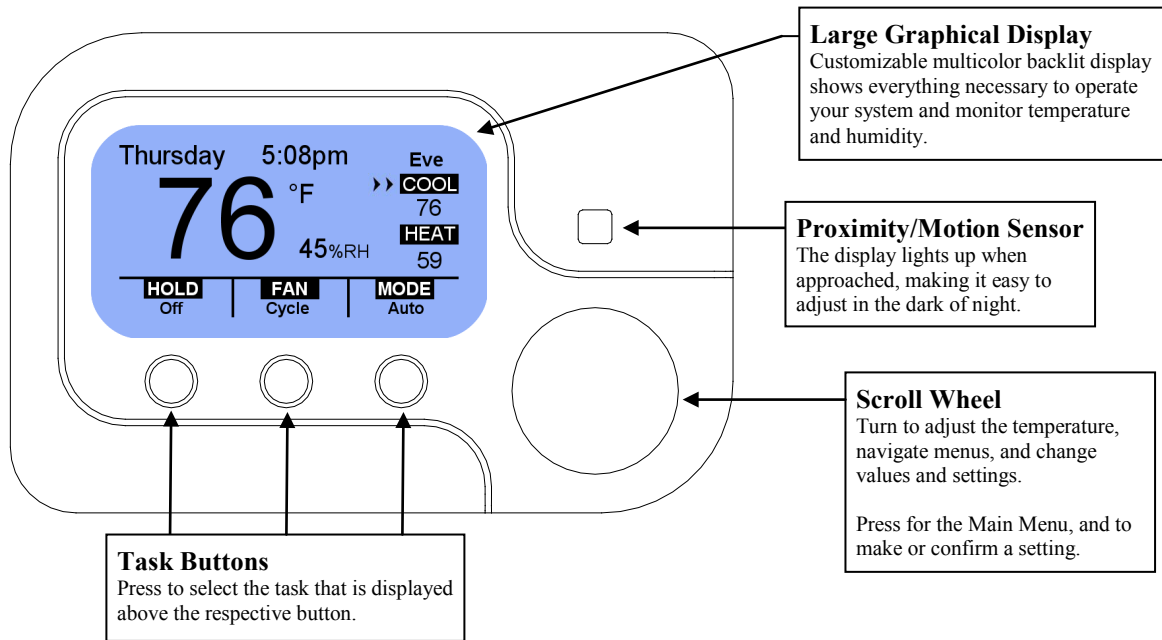 Large Graphical Display
Customizable multicolor backlit display
shows everything necessary to operate
your system and monitor temperature
and humidity.
Thursday 5:08pm
Eve
76 °F
COOL
76
45%RH
HEAT
59
HOLD FAN MODE
Off Cycle Auto
Proximity/Motion Sensor
The display lights up when
approached, making it easy to
adjust in the dark of night.
Scroll Wheel
Turn to adjust the temperature,
navigate menus, and change
values and settings.
Press for the Main Menu, and to
make or confirm a setting.
Task Buttons
Press to select the task that is displayed
above the respective button.